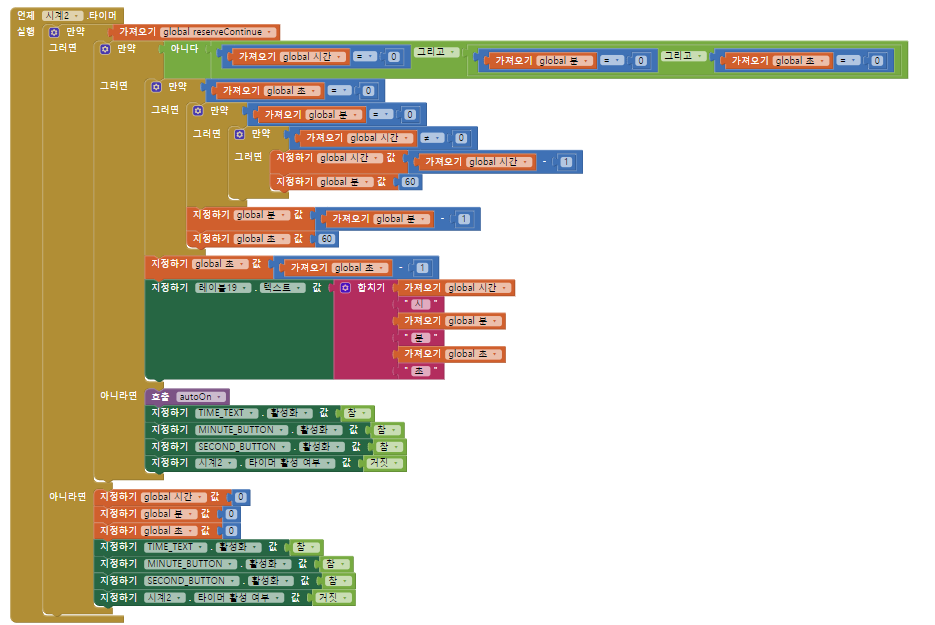 언제 시계2 .타이머
실행 만약 가져오기 global reserveContinue
그러면 만약 아니다 가져오기 global 시간 = 0 그리고 가져오기 global 분 = 0 그리고 가져오기 global 초 = 0
그러면 만약 가져오기 global 초 = 0
그러면 만약 가져오기 global 분 = 0
그러면 만약 가져오기 global 시간 ≠ 0
그러면 지정하기 global 시간 값 가져오기 global 시간 - 1
지정하기 global 분 값 60
지정하기 global 분 값 가져오기 global 분 - 1
지정하기 global 초 값 60
지정하기 global 초 값 가져오기 global 초 - 1
지정하기 레이블19 . 텍스트 값 합치기 가져오기 global 시간
" 시 "
가져오기 global 분
" 분 "
가져오기 global 초
" 초 "
아니라면 호출 autoOn
지정하기 TIME_TEXT . 활성화 값 참
지정하기 MINUTE_BUTTON . 활성화 값 참
지정하기 SECOND_BUTTON . 활성화 값 참
지정하기 시계2 . 타이머 활성 여부 값 거짓
아니라면 지정하기 global 시간 값 0
지정하기 global 분 값 0
지정하기 global 초 값 0
지정하기 TIME_TEXT . 활성화 값 참
지정하기 MINUTE_BUTTON . 활성화 값 참
지정하기 SECOND_BUTTON . 활성화 값 참
지정하기 시계2 . 타이머 활성 여부 값 거짓